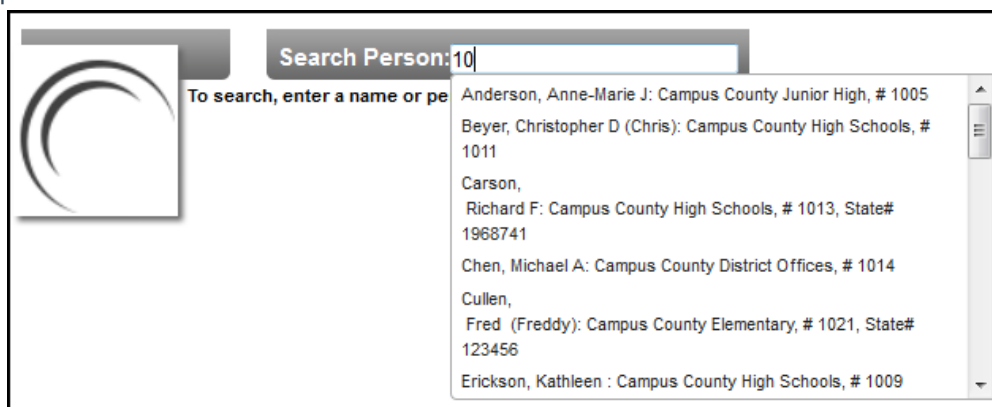 Search Person:10
To search, enter a name or pe
Anderson, Anne-Marie J: Campus County Junior High, # 1005
Beyer, Christopher D (Chris): Campus County High Schools, #
1011
Carson,
Richard F: Campus County High Schools, # 1013, State#
1968741
Chen, Michael A: Campus County District Offices, # 1014
Cullen,
Fred (Freddy): Campus County Elementary, # 1021, State#
123456
Erickson, Kathleen : Campus County High Schools, # 1009